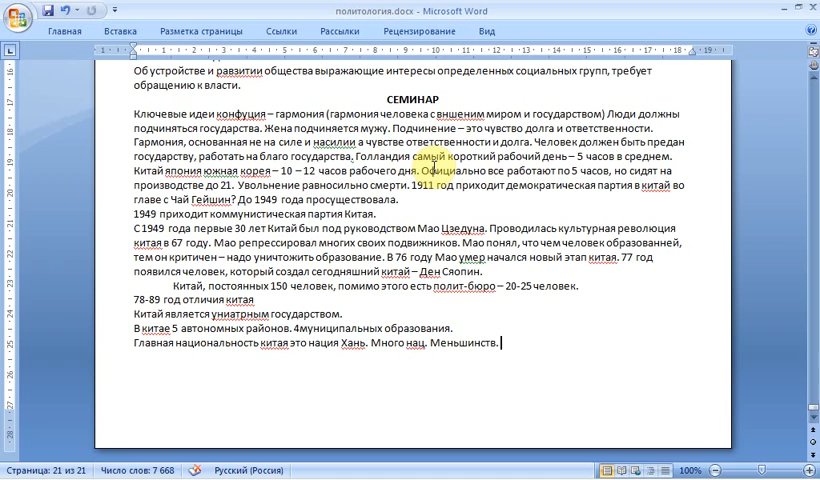 политология.docx - Microsoft Word
Главная Вставка Разметка страницы Ссылки Рассылки Рецензирование Вид
Об устройстве и равзитии общества выражающие интересы определенных социальных групп, требует
обращению к власти.
СЕМИНАР
Ключевые идеи конфуция – гармония (гармония человека с вншеним миром и государством) Люди должны
подчиняться государства. Жена подчиняется мужу. Подчинение – это чувство долга и ответственности.
Гармония, основанная не на силе и насилии а чувстве ответственности и долга. Человек должен быть предан
государству, работать на благо государства. Голландия самый короткий рабочий день – 5 часов в среднем.
Китай япония южная корея – 10 – 12 часов рабочего дня. Официально все работают по 5 часов, но сидят на
производстве до 21. Увольнение равносильно смерти. 1911 год приходит демократическая партия в китай во
главе с Чай Гейшин? До 1949 года просуществовала.
1949 приходит коммунистическая партия Китая.
С 1949 года первые 30 лет Китай был под руководством Мао Цзедуна. Проводилась культурная революция
китая в 67 году. Мао репрессировал многих своих подвижников. Мао понял, что чем человек образованней,
тем он критичен – надо уничтожить образование. В 76 году Мао умер начался новый этап китая. 77 год
появился человек, который создал сегодняшний китай – Ден Сяопин.
Китай, постоянных 150 человек, помимо этого есть полит-бюро – 20-25 человек.
78-89 год отличия китая
Китай является униатрным государством.
В китае 5 автономных районов. 4муниципальных образования.
Главная национальность китая это нация Хань. Много нац. Меньшинств.
Страница: 21 из 21 Число слов: 7 668 Русский (Россия) 100%